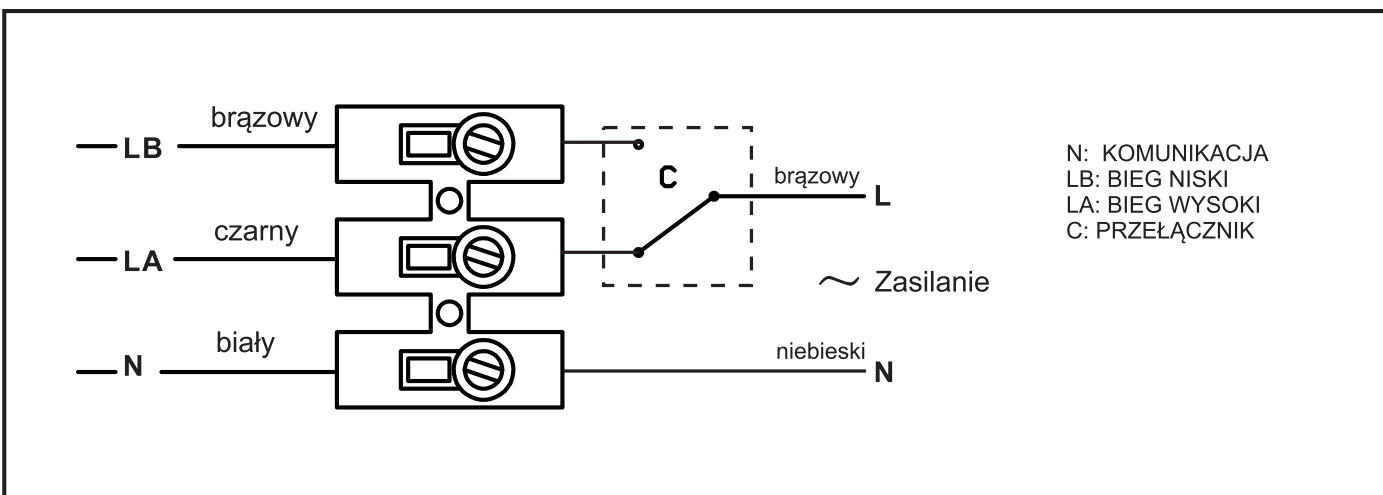 brązowy
LB
czarny
LA
biały
N
C
brązowy
L
~ Zasilanie
niebieski
N
N: KOMUNIKACJA
LB: BIEG NISKI
LA: BIEG WYSOKI
C: PRZEŁĄCZNIK